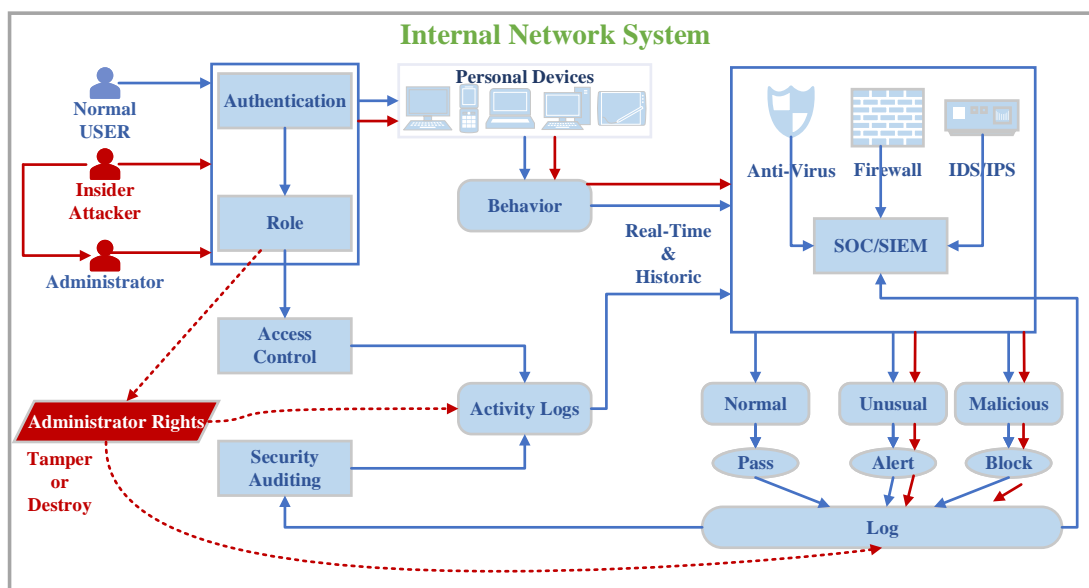 Internal Network System
Normal
USER
Insider
Attacker
Administrator
Authentication
Role
Personal Devices
Behavior
Real-Time
&
Historic
Anti-Virus
Firewall
IDS/IPS
SOC/SIEM
Access
Control
Administrator Rights
Tamper
or
Destroy
Activity Logs
Security
Auditing
Normal
Unusual
Malicious
Pass
Alert
Block
Log